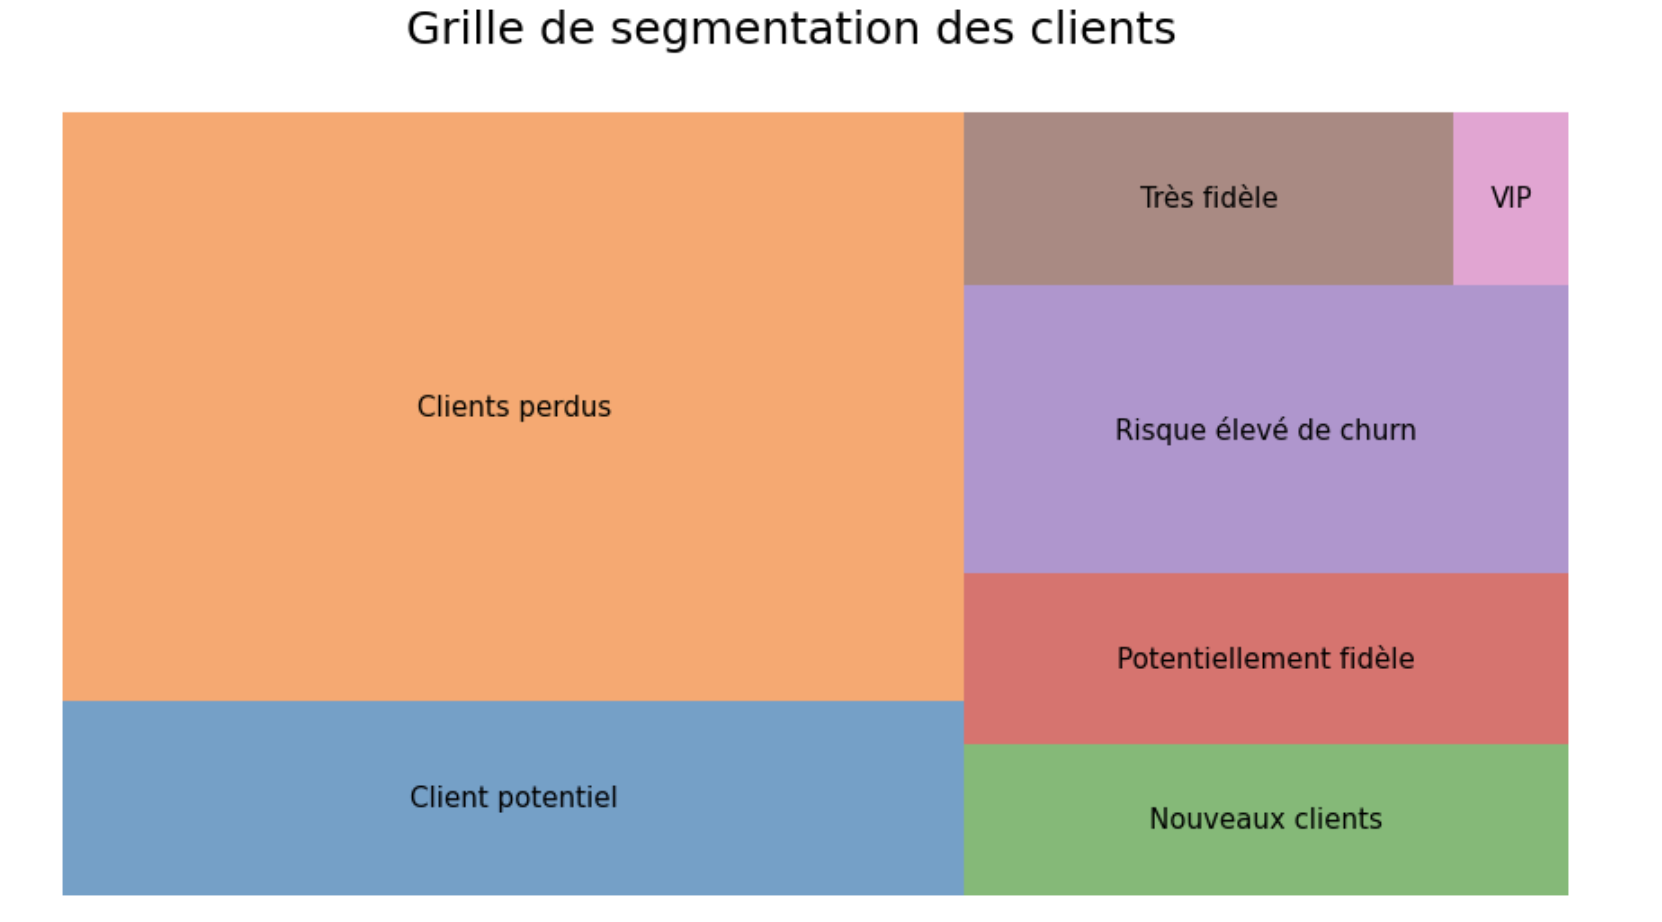 Grille de segmentation des clients
Très fidèle
VIP
Clients perdus
Risque élevé de churn
Potentiellement fidèle
Client potentiel
Nouveaux clients